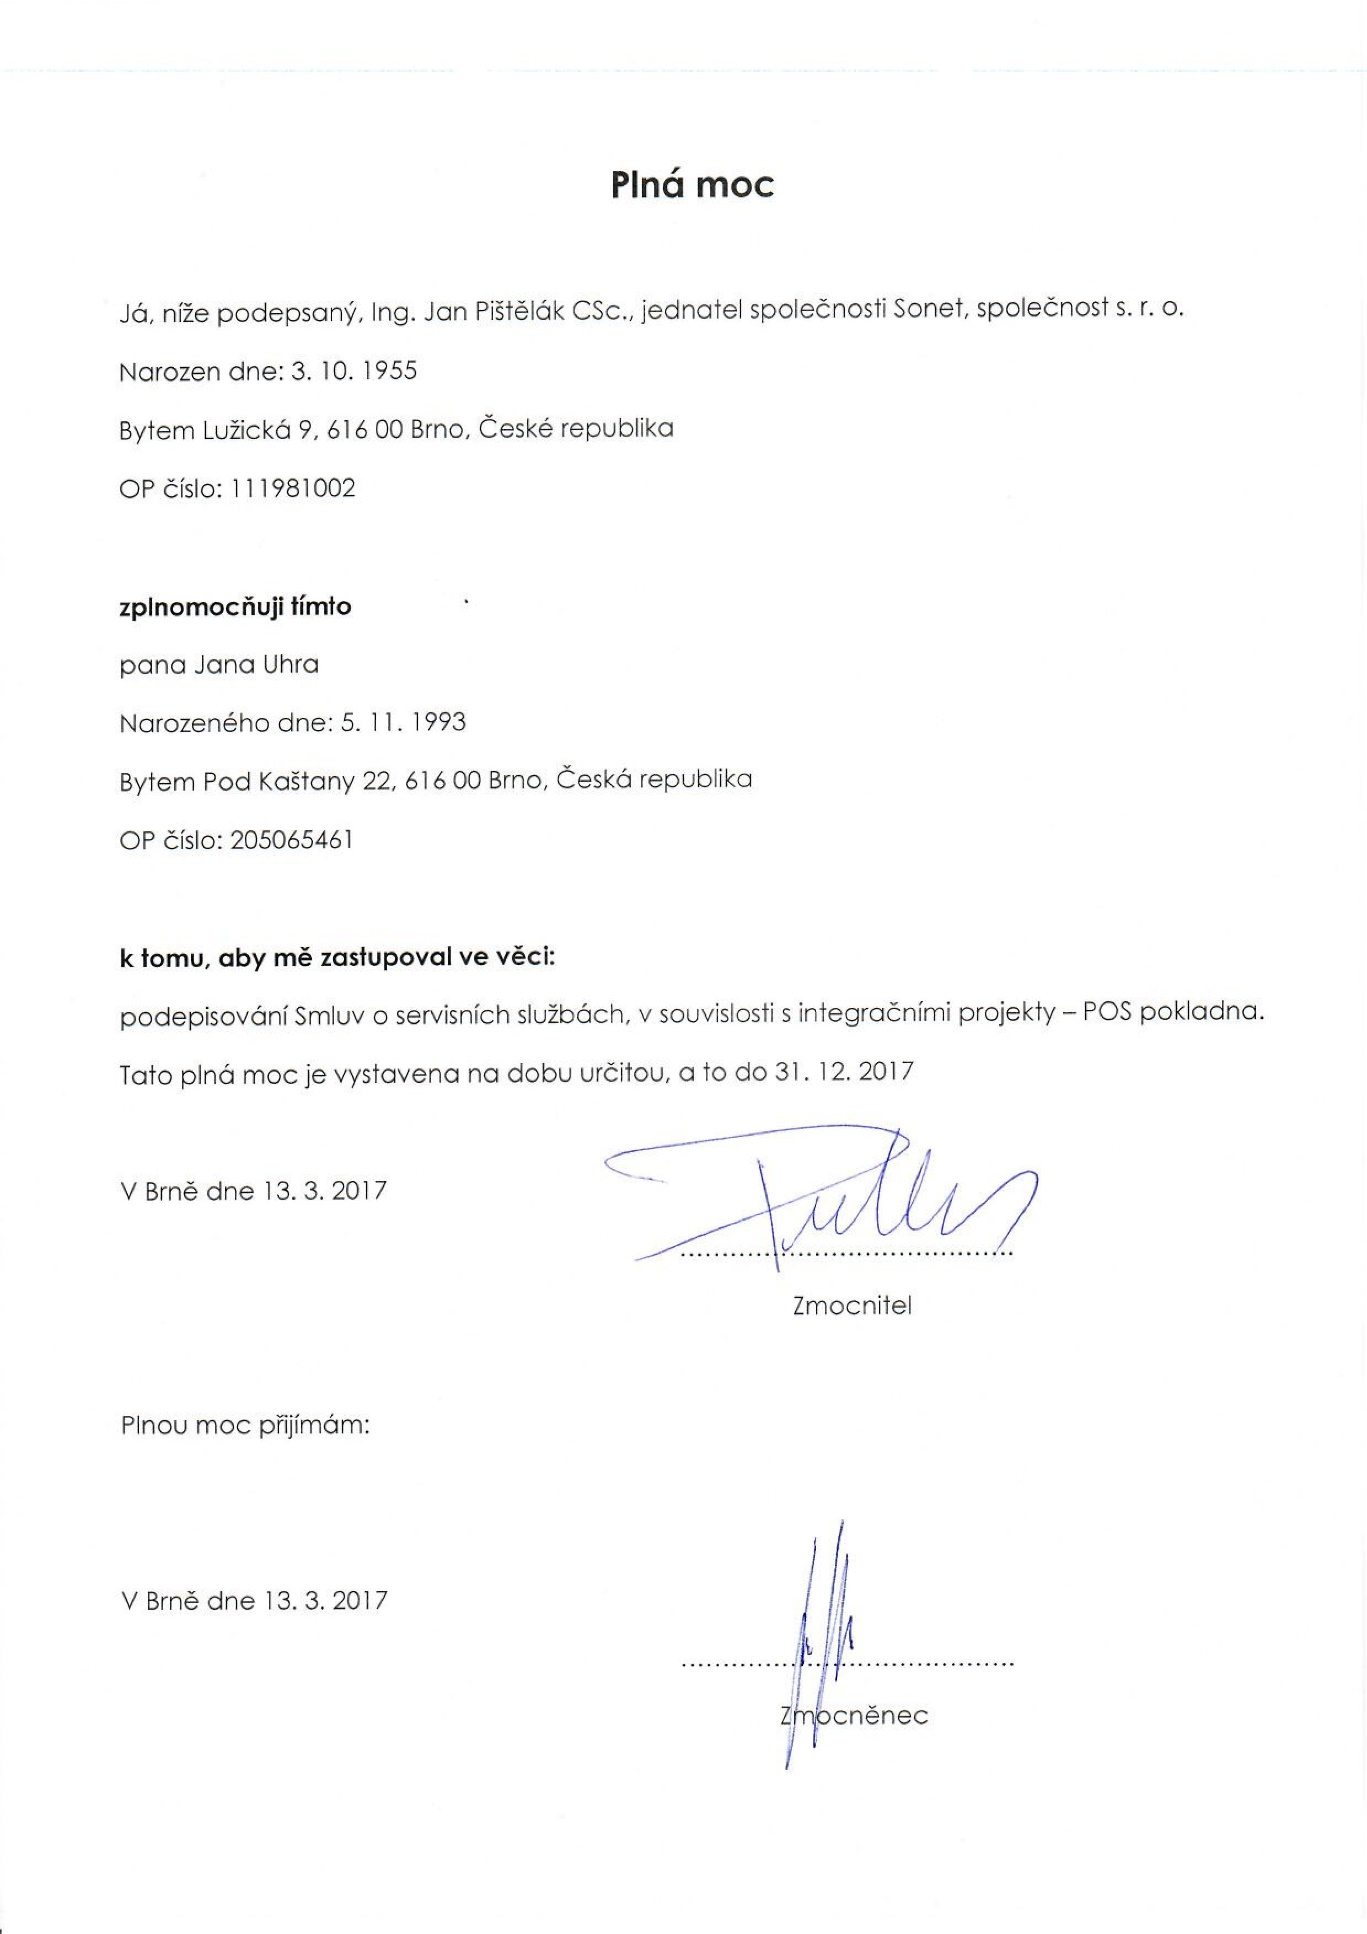 Plná moc
Já, níže podepsaný, Ing. Jan Pištělák CSc., jednatel společnosti Sonet, společnost s. r. o.
Narozen dne: 3. 10. 1955
Bytem Lužická 9, 616 00 Brno, České republika
OP číslo: 111981002
zplnomocňuji tímto
pana Jana Uhra
Narozeného dne: 5. 11. 1993
Bytem Pod Kaštany 22, 616 00 Brno, Česká republika
OP číslo: 205065461
k tomu, aby mě zastupoval ve věci:
podepisování Smluv o servisních službách, v souvislosti s integračními projekty – POS pokladna.
Tato plná moc je vystavena na dobu určitou, a to do 31. 12. 2017
V Brně dne 13. 3. 2017
Zmocnitel
Plnou moc přijímám:
V Brně dne 13. 3. 2017
Zmocněnec